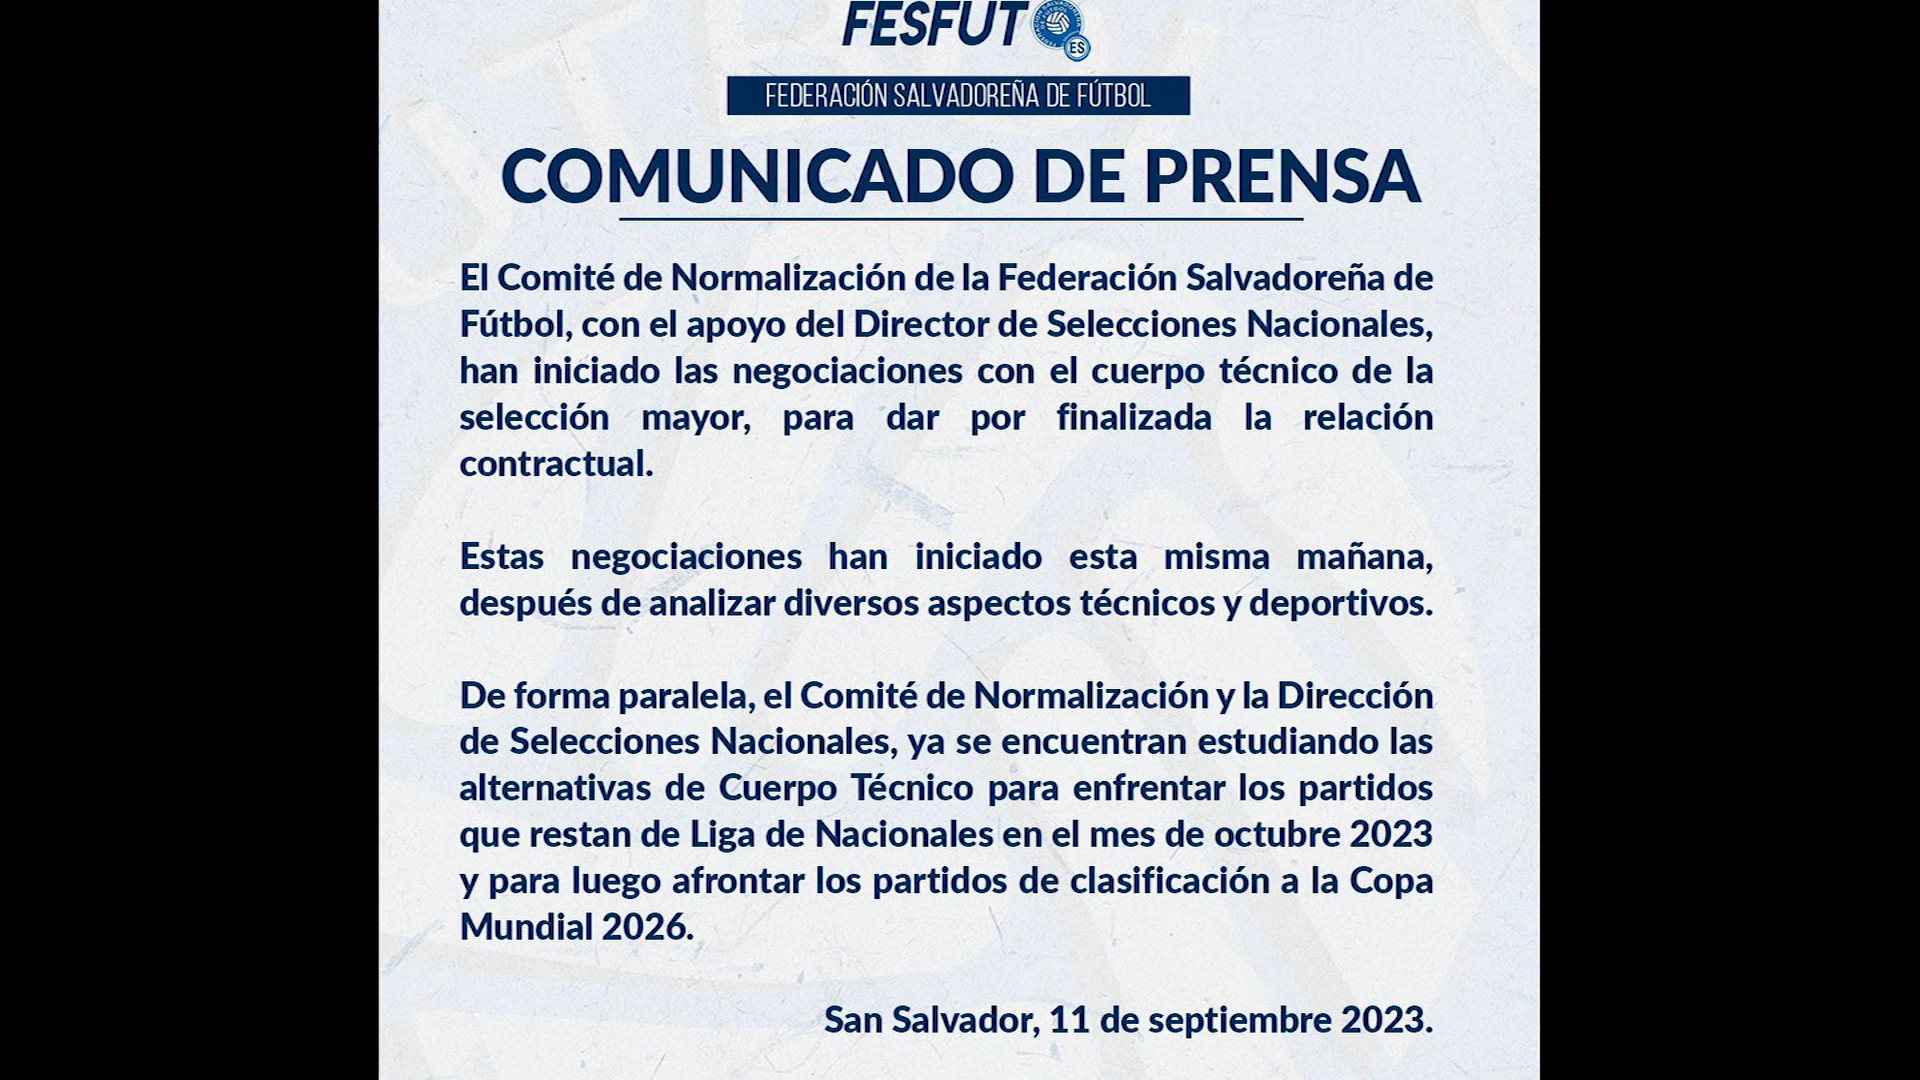 FESFUT
ES
FEDERACIÓN SALVADOREÑA DE FÚTBOL
COMUNICADO DE PRENSA
El Comité de Normalización de la Federación Salvadoreña de
Fútbol, con el apoyo del Director de Selecciones Nacionales,
han iniciado las negociaciones con el cuerpo técnico de la
selección mayor, para dar por finalizada la relación
contractual.
Estas negociaciones han iniciado esta misma mañana,
después de analizar diversos aspectos técnicos y deportivos.
De forma paralela, el Comité de Normalización y la Dirección
de Selecciones Nacionales, ya se encuentran estudiando las
alternativas de Cuerpo Técnico para enfrentar los partidos
que restan de Liga de Nacionales en el mes de octubre 2023
y para luego afrontar los partidos de clasificación a la Copa
Mundial 2026.
San Salvador, 11 de septiembre 2023.